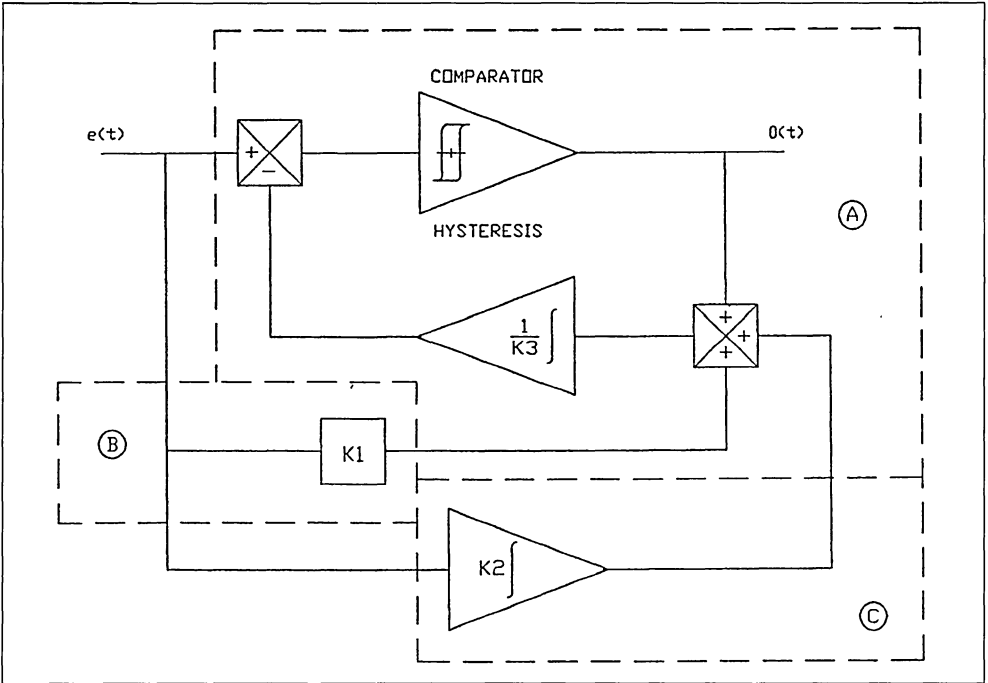 COMPARATOR
e(t)
+
−
O(t)
HYSTERESIS
A
1
K3 ∫
+
+
+
B
K1
K2 ∫
C